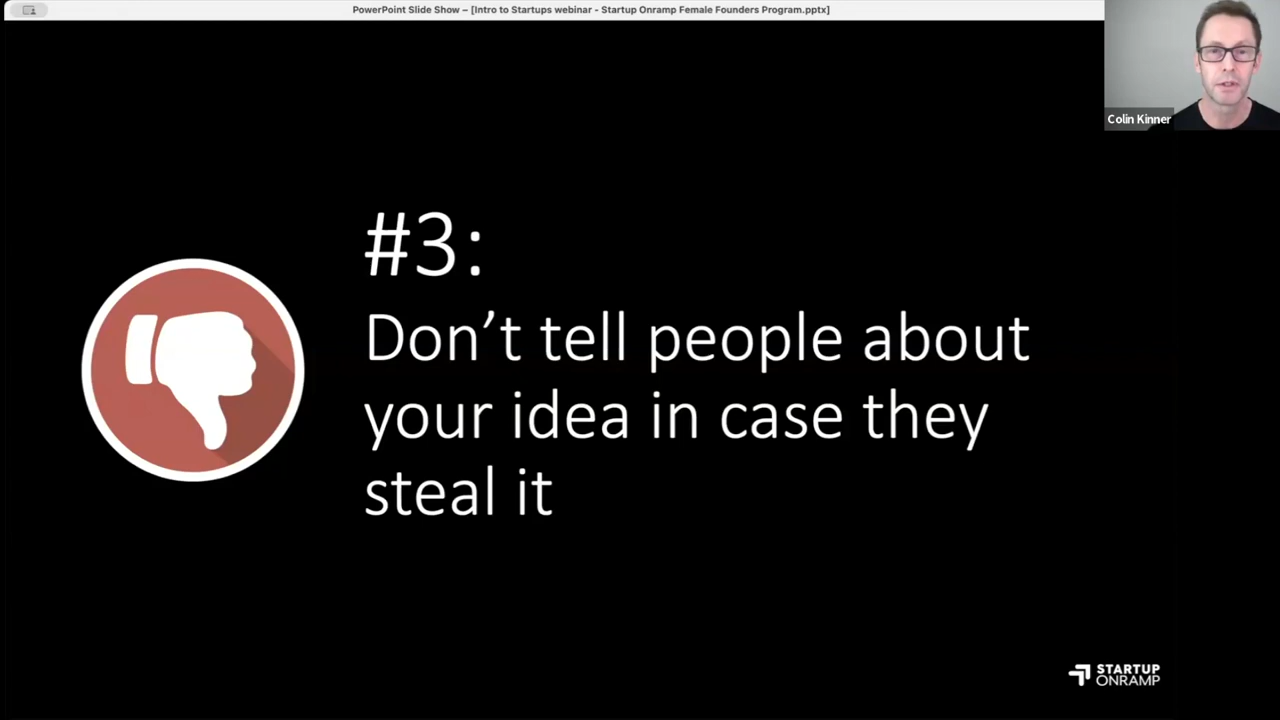 PowerPoint Slide Show – [Intro to Startups webinar - Startup Onramp Female Founders Program.pptx]
Colin Kinner
#3:
Don’t tell people about
your idea in case they
steal it
STARTUP
ONRAMP